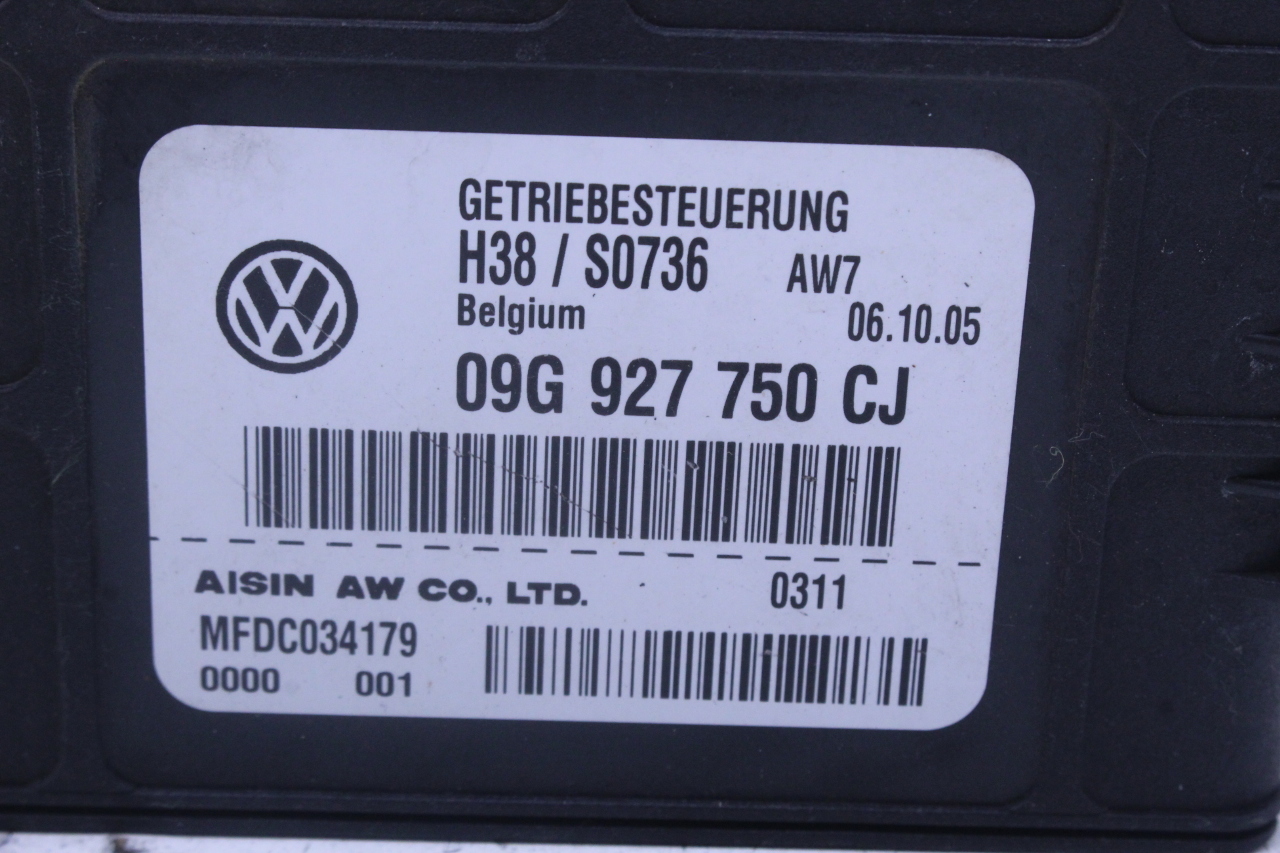 GETRIEBESTEUERUNG
H38 / S0736 AW7
Belgium 06.10.05
09G 927 750 CJ
AISIN AW CO., LTD. 0311
MFDC034179
0000 001